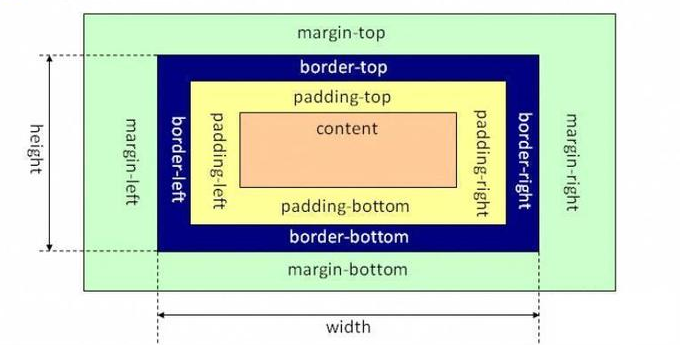 margin-top
border-top
padding-top
content
height
margin-left
border-left
padding-left
padding-right
border-right
margin-right
padding-bottom
border-bottom
margin-bottom
width